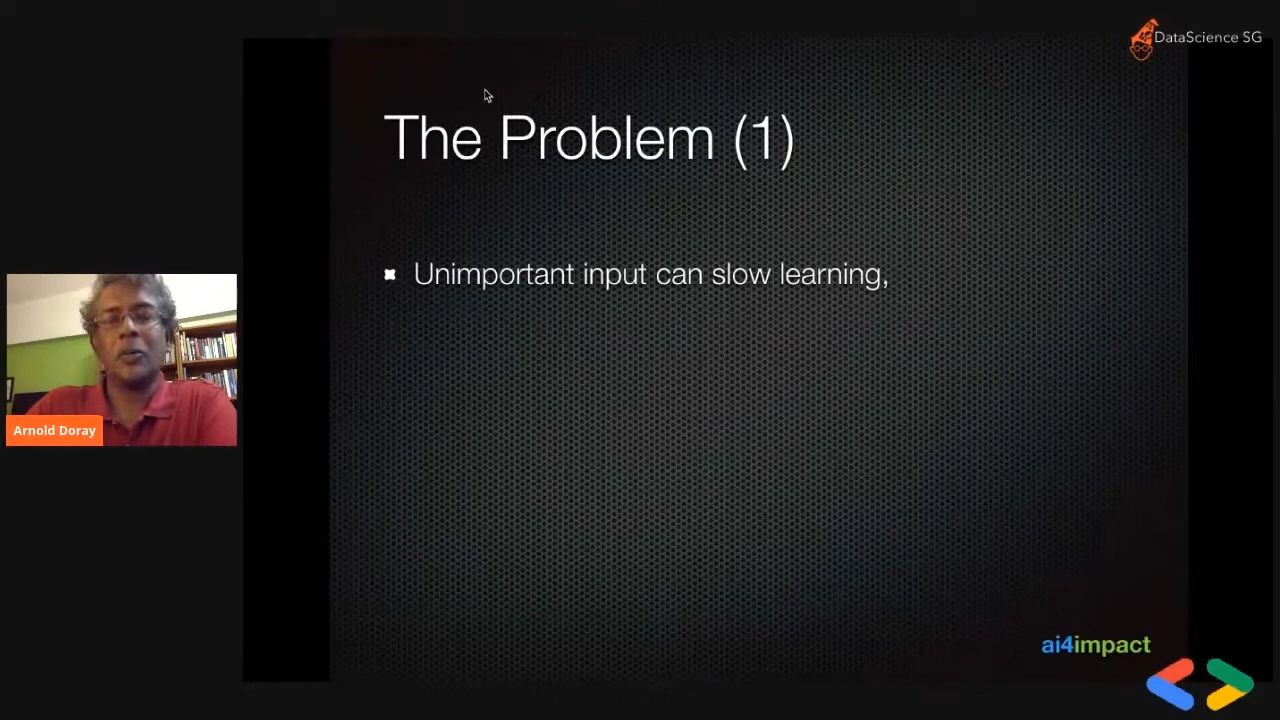 DataScience SG
The Problem (1)
Unimportant input can slow learning,
Arnold Doray
ai4impact